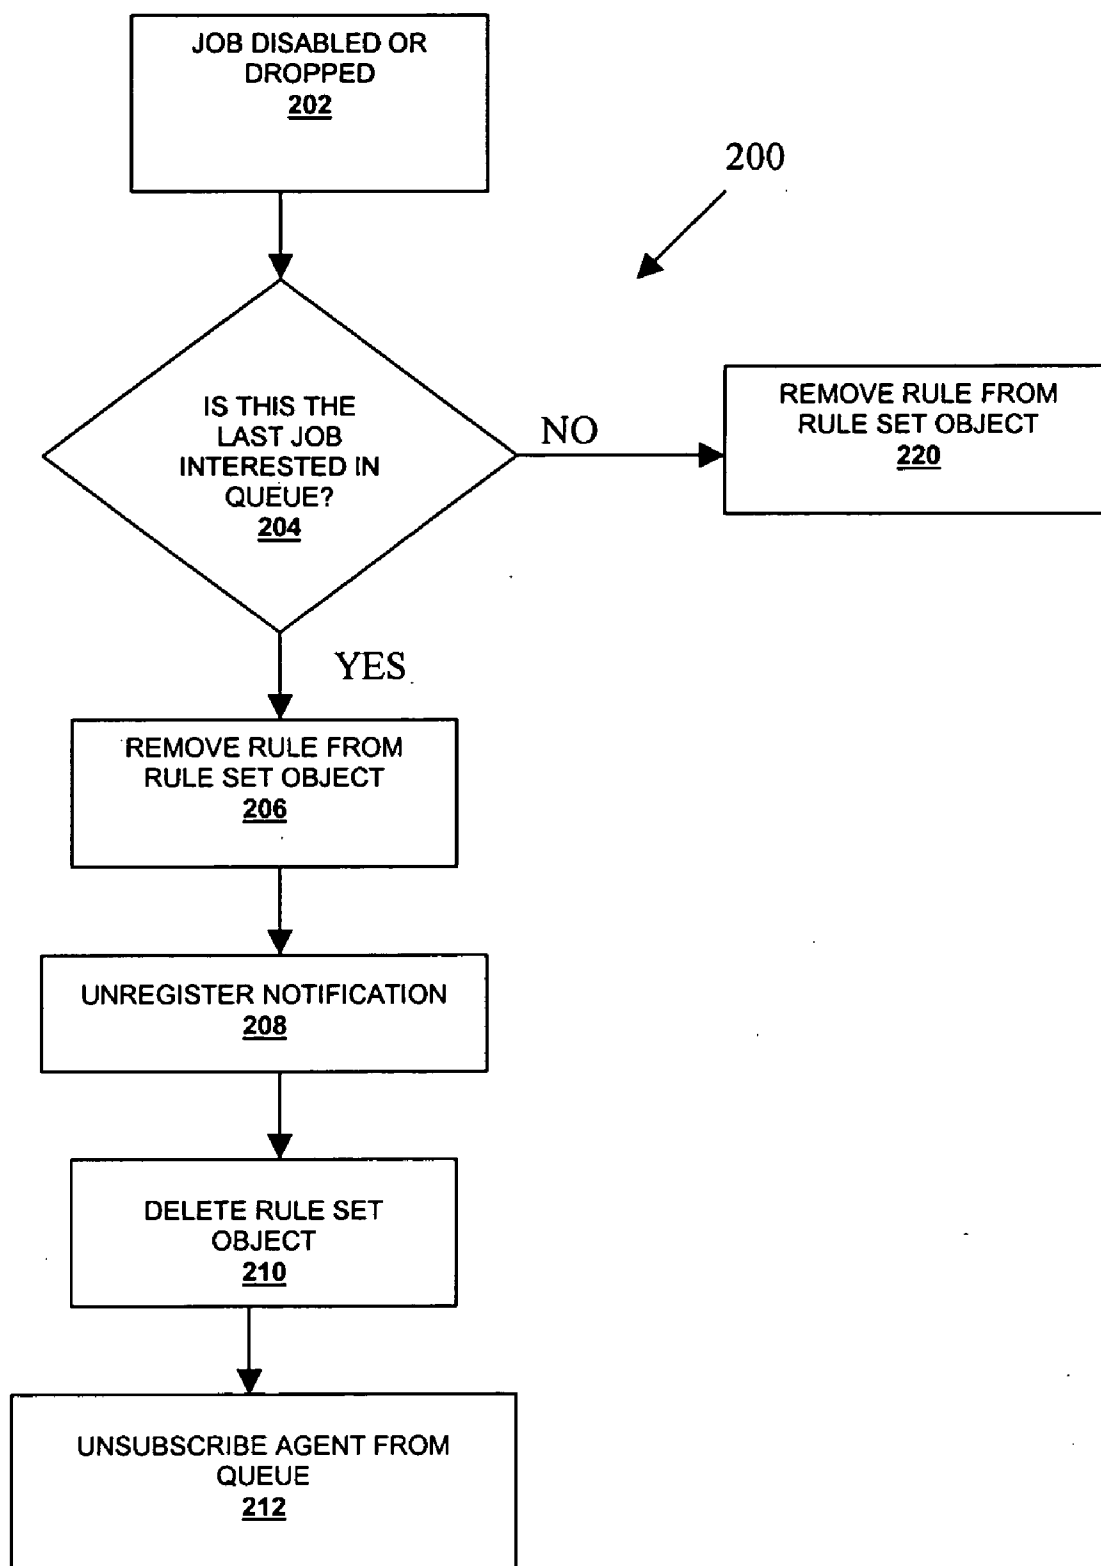 JOB DISABLED OR
DROPPED
202
200
IS THIS THE
LAST JOB
INTERESTED IN
QUEUE?
204
NO
REMOVE RULE FROM
RULE SET OBJECT
220
YES
REMOVE RULE FROM
RULE SET OBJECT
206
UNREGISTER NOTIFICATION
208
DELETE RULE SET
OBJECT
210
UNSUBSCRIBE AGENT FROM
QUEUE
212